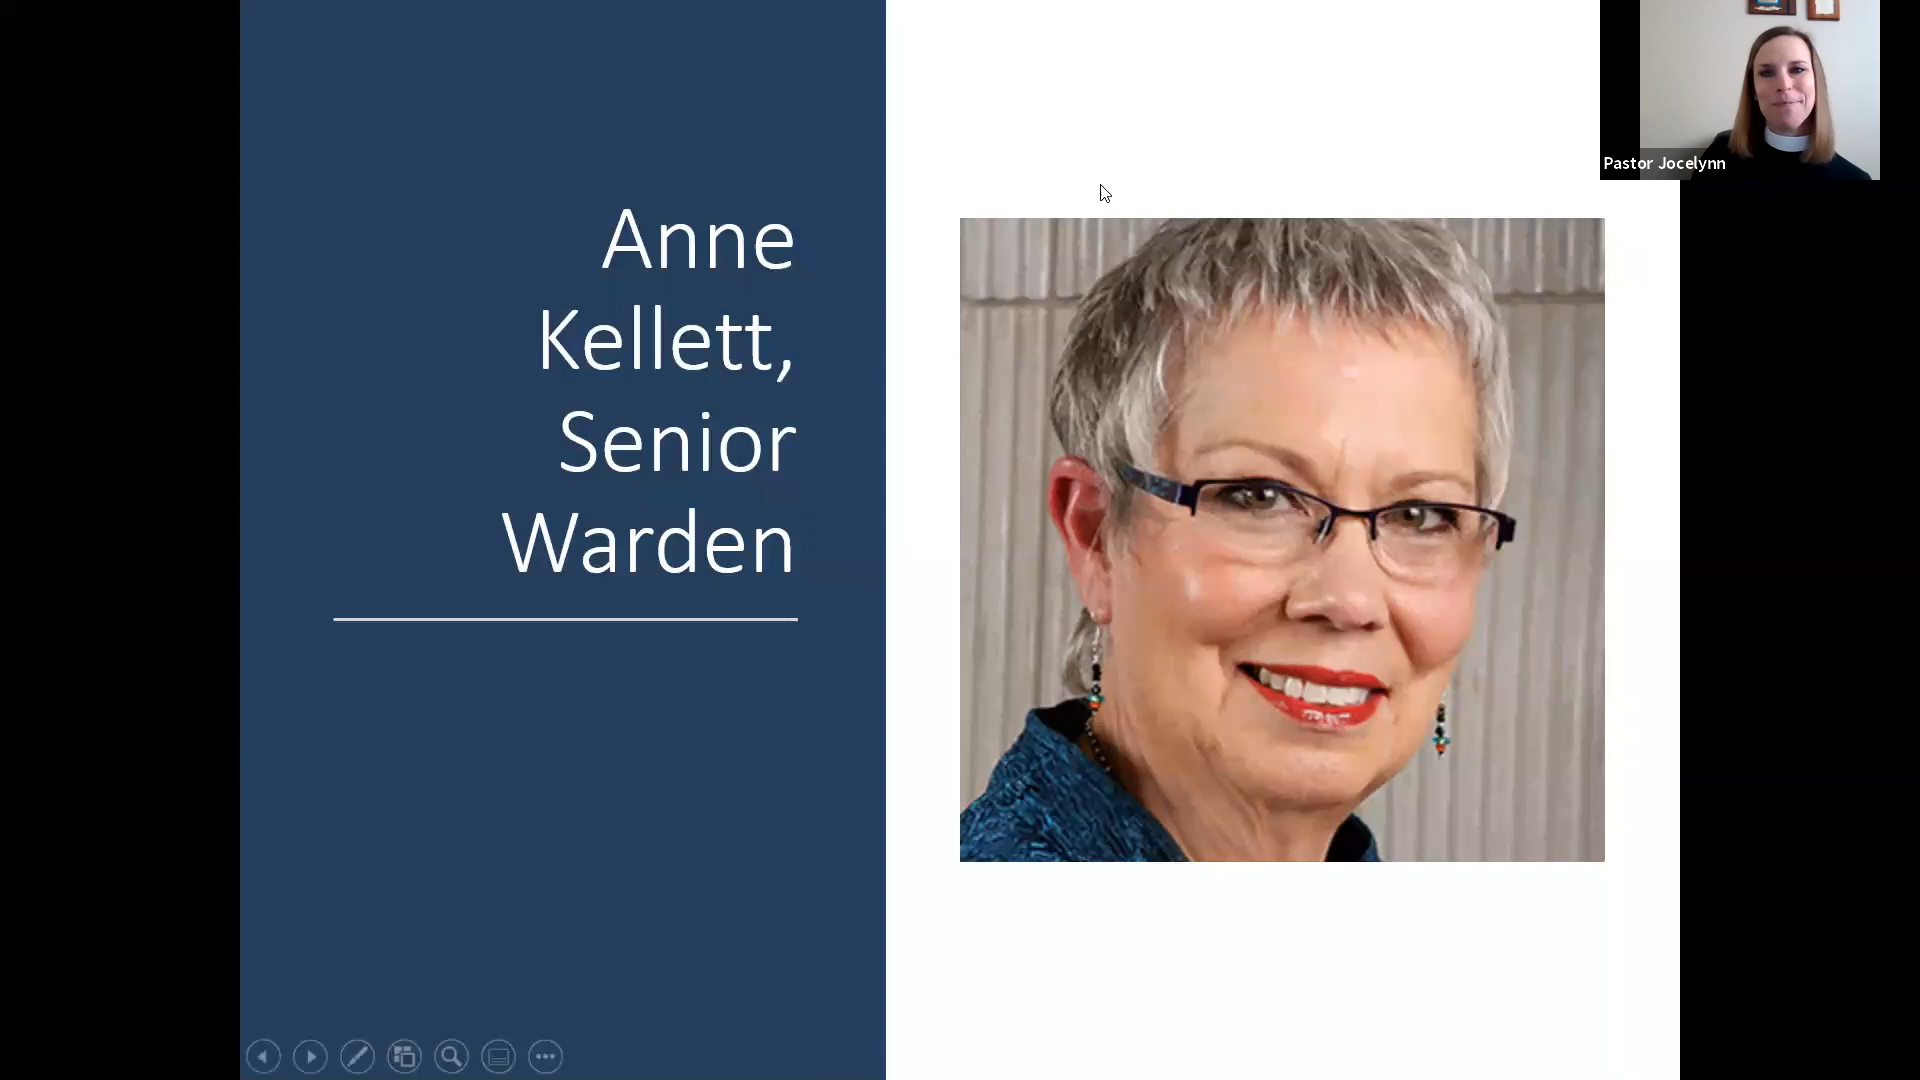 Anne
Kellett,
Senior
Warden
Pastor Jocelynn